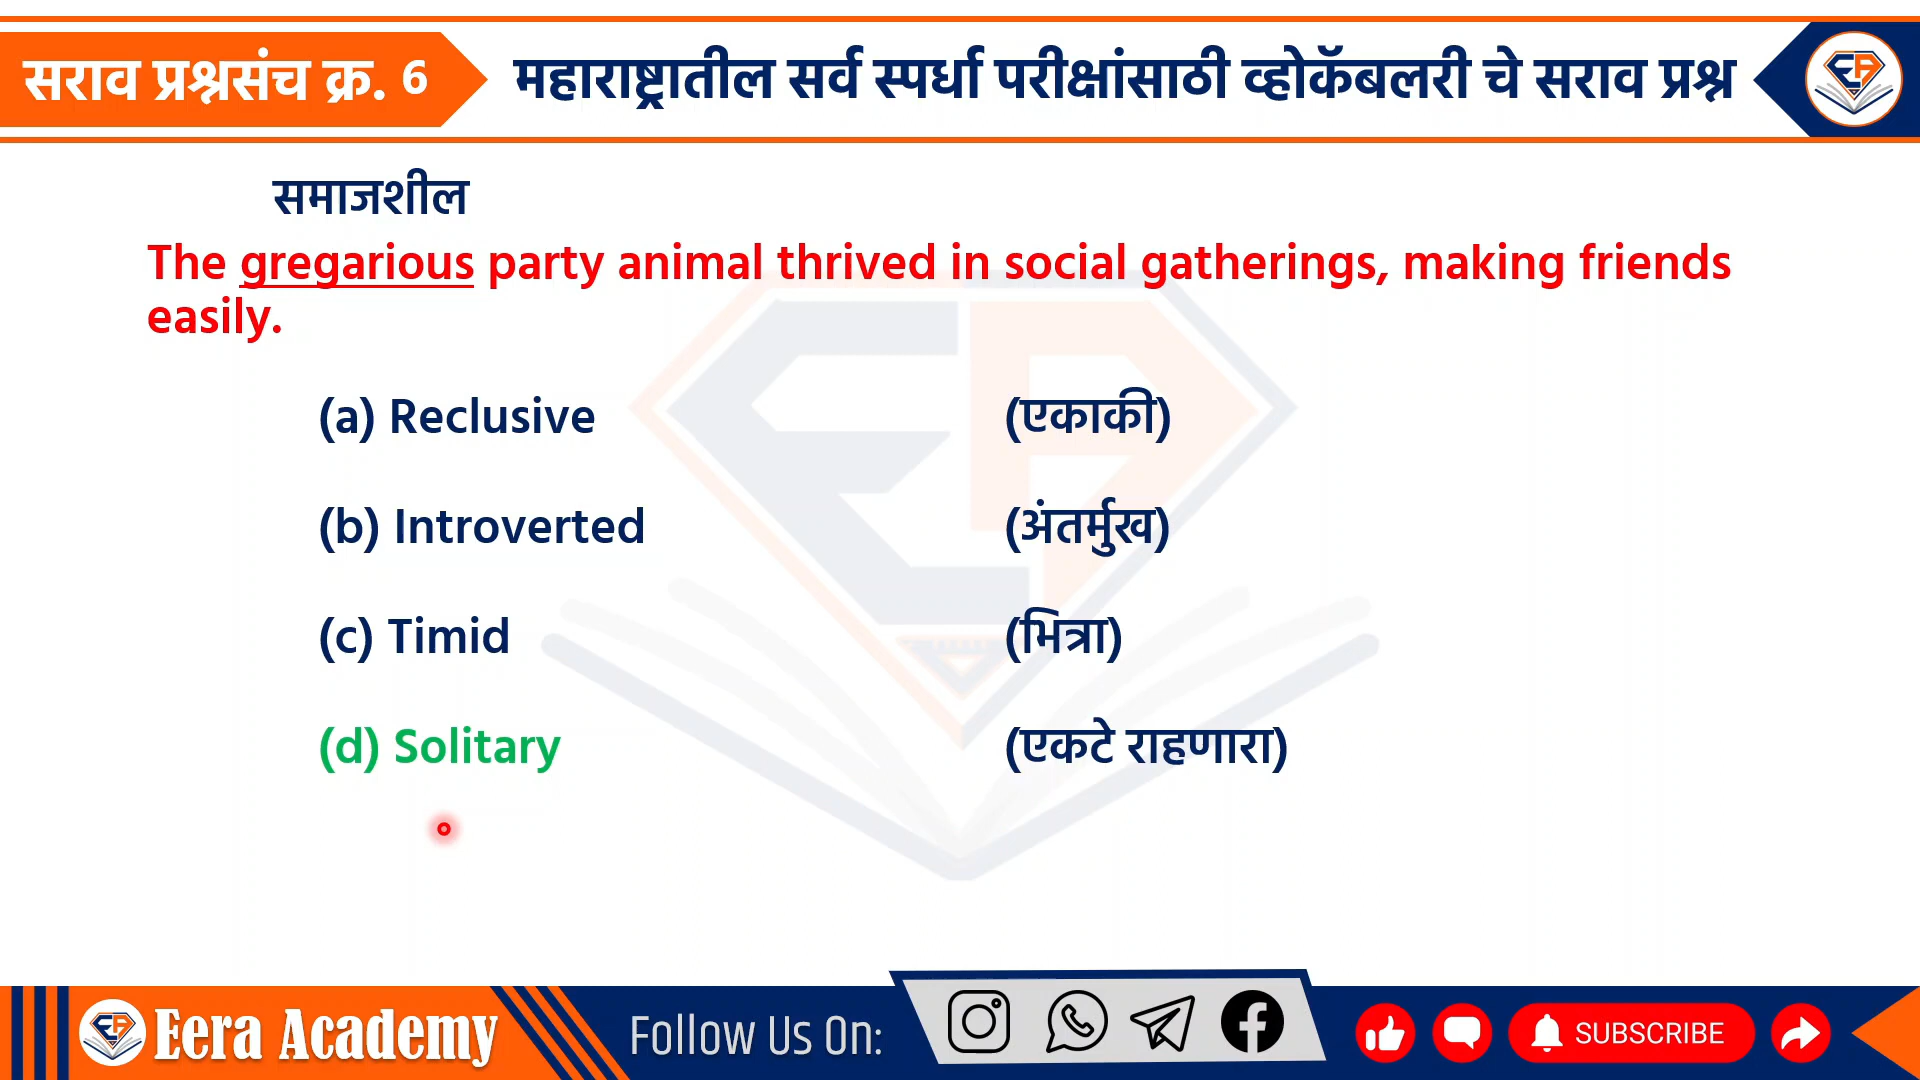 सराव प्रश्नसंच क्र. 6
महाराष्ट्रातील सर्व स्पर्धा परीक्षांसाठी व्होकॅबलरी चे सराव प्रश्न
समाजशील
The gregarious party animal thrived in social gatherings, making friends
easily.
(a) Reclusive (एकाकी)
(b) Introverted (अंतर्मुख)
(c) Timid (भित्रा)
(d) Solitary (एकटे राहणारा)
Eera Academy
Follow Us On:
SUBSCRIBE